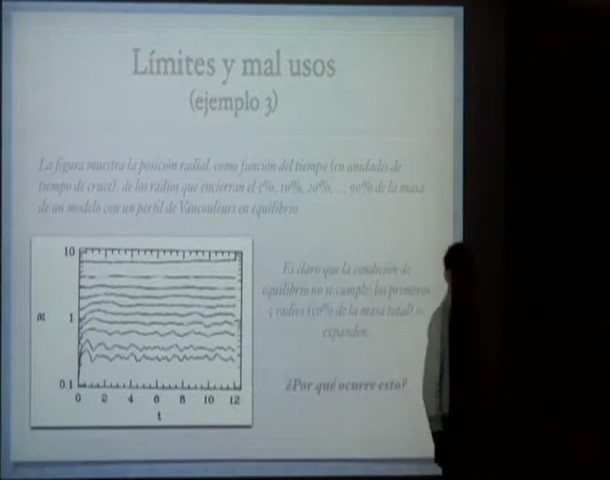 Límites y mal usos
(ejemplo 3)
La figura muestra la posición radial, como función del tiempo (en unidades de
tiempo de cruce), de los radios que encierran el 5%, 10%, 20%, ... 90% de la masa
de un modelo con un perfil de Vaucouleurs en equilibrio
Es claro que la condición de
equilibrio no se cumple: los primeros
radios (10% de la masa total) se
expanden.
¿Por qué ocurre esto?
10
1
0.1
R
0 2 4 6 8 10 12
t